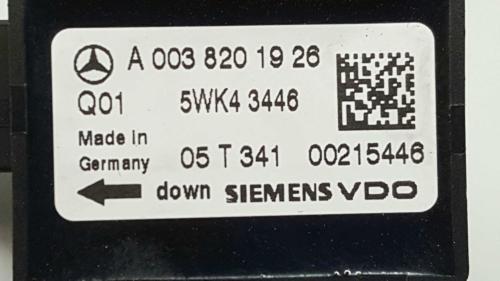 A 003 820 19 26
Q01 5WK4 3446
Made in
Germany 05 T 341 00215446
down SIEMENS VDO